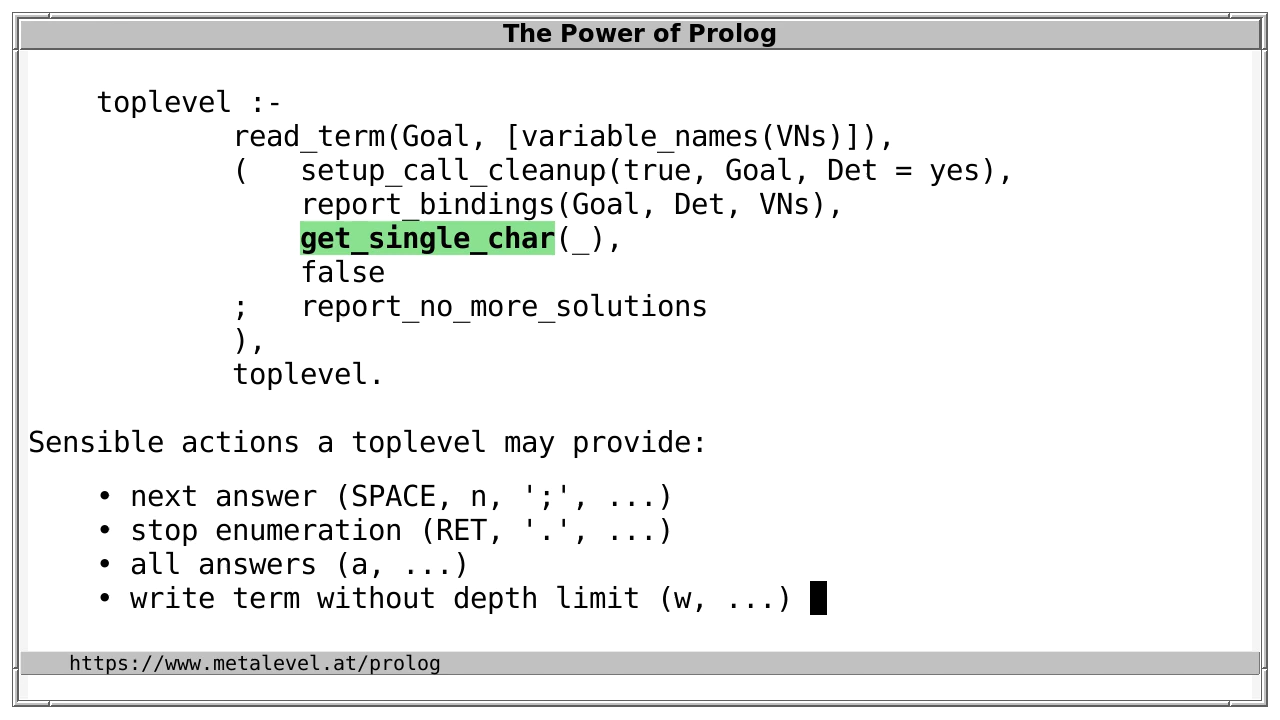 The Power of Prolog
toplevel :-
read_term(Goal, [variable_names(VNs)]),
(   setup_call_cleanup(true, Goal, Det = yes),
report_bindings(Goal, Det, VNs),
get_single_char(_),
false
;   report_no_more_solutions
),
toplevel.
Sensible actions a toplevel may provide:
• next answer (SPACE, n, ';', ...)
• stop enumeration (RET, '.', ...)
• all answers (a, ...)
• write term without depth limit (w, ...)
https://www.metalevel.at/prolog